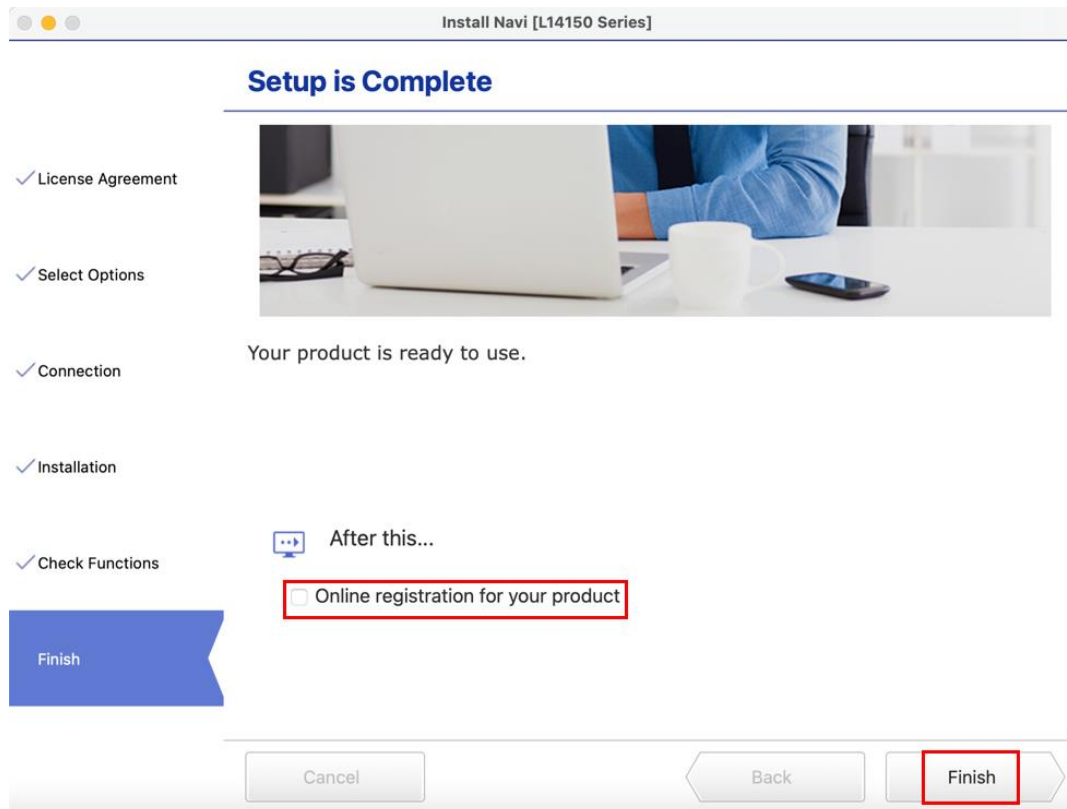 Install Navi [L14150 Series]
Setup is Complete
License Agreement
Select Options
Connection
Installation
Check Functions
Finish
Your product is ready to use.
After this...
Online registration for your product
Cancel
Back
Finish